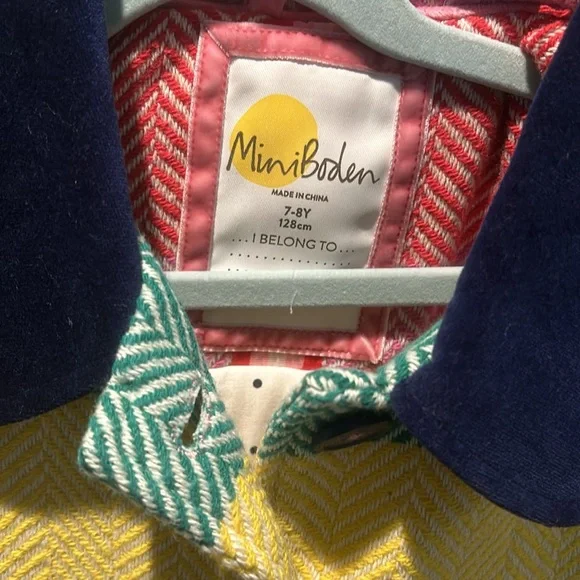 MiniBoden
MADE IN CHINA
7-8Y
128cm
...I BELONG TO...